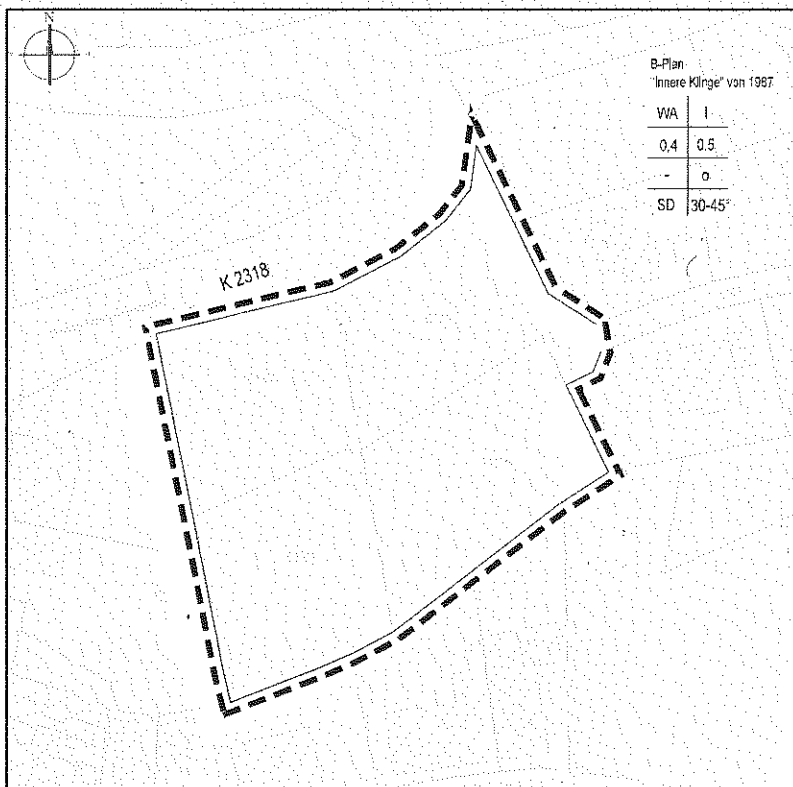 N
B-Plan
"Innere Klinge" von 1987
WA I
0,4 0,5
- o
SD 30-45°
K 2318